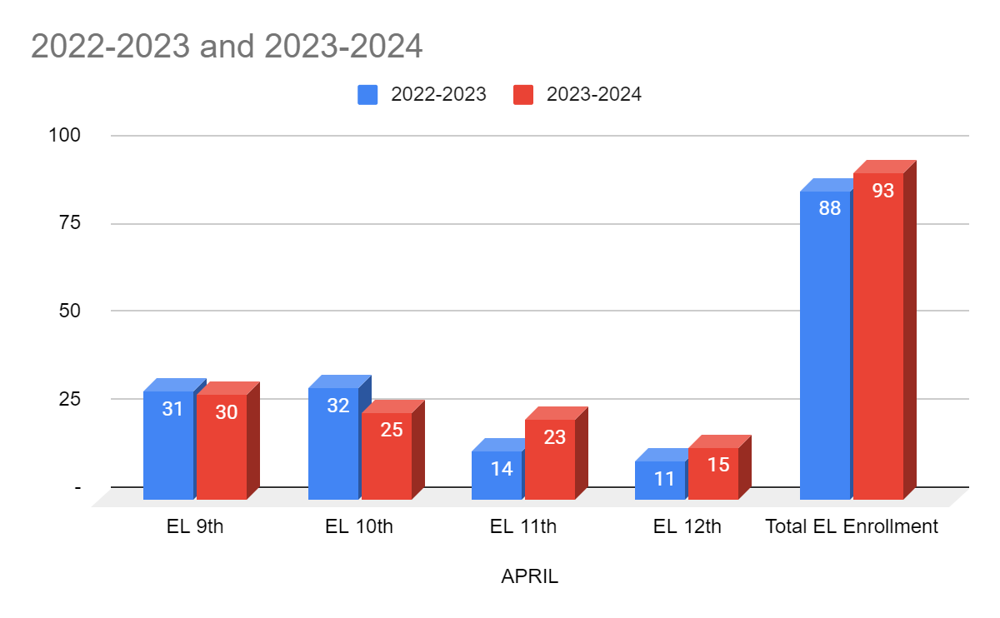 2022-2023 and 2023-2024
2022-2023 2023-2024
100
75
50
25
-
31 30 32 25 14 23 11 15 88 93
EL 9th EL 10th EL 11th EL 12th Total EL Enrollment
APRIL